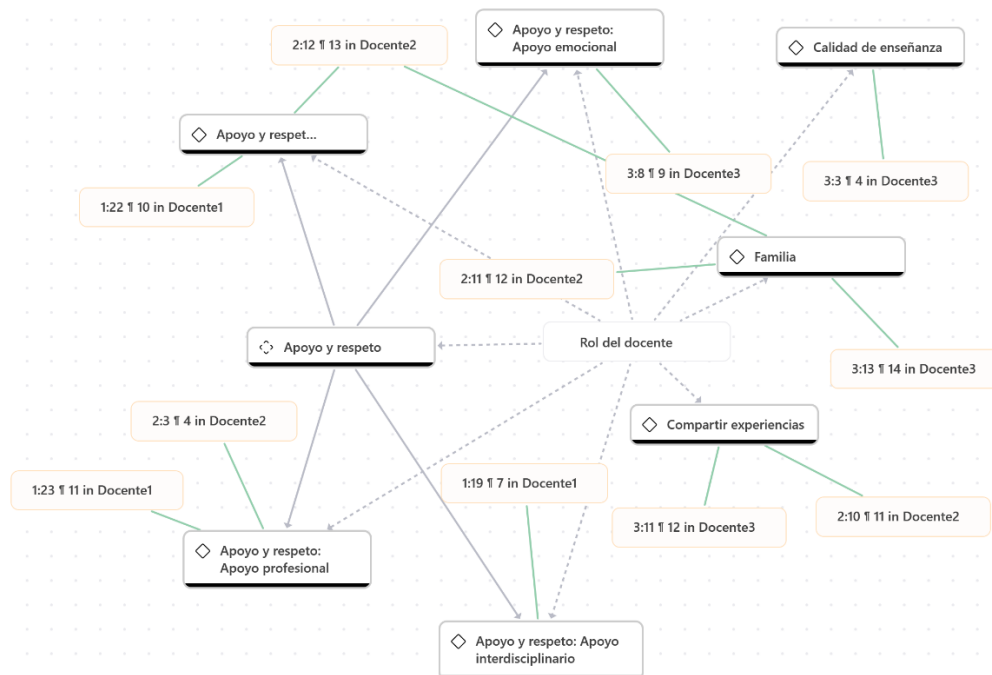 Apoyo y respeto:
Apoyo emocional
2:12 ¶ 13 in Docente2
Calidad de enseñanza
Apoyo y respet...
3:8 ¶ 9 in Docente3
3:3 ¶ 4 in Docente3
1:22 ¶ 10 in Docente1
Familia
2:11 ¶ 12 in Docente2
Rol del docente
Apoyo y respeto
3:13 ¶ 14 in Docente3
2:3 ¶ 4 in Docente2
Compartir experiencias
1:23 ¶ 11 in Docente1
1:19 ¶ 7 in Docente1
3:11 ¶ 12 in Docente3
2:10 ¶ 11 in Docente2
Apoyo y respeto:
Apoyo profesional
Apoyo y respeto: Apoyo
interdisciplinario